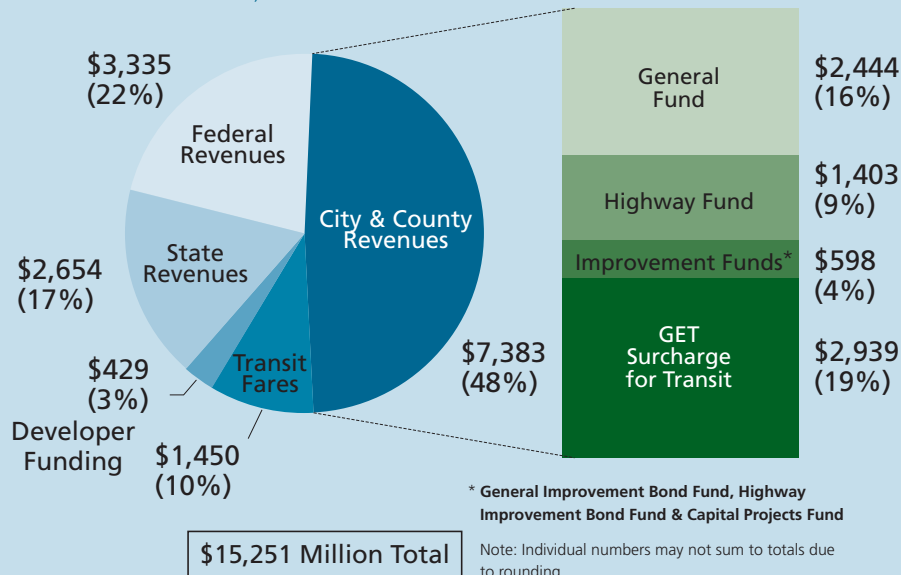 $3,335
(22%)
Federal
Revenues
State
Revenues
$2,654
(17%)
$429
(3%)
Developer
Funding
Transit
Fares
$1,450
(10%)
City & County
Revenues
$7,383
(48%)
General
Fund
$2,444
(16%)
Highway Fund
$1,403
(9%)
Improvement Funds*
$598
(4%)
GET
Surcharge
for Transit
$2,939
(19%)
* General Improvement Bond Fund, Highway
Improvement Bond Fund & Capital Projects Fund
$15,251 Million Total
Note: Individual numbers may not sum to totals due
to rounding